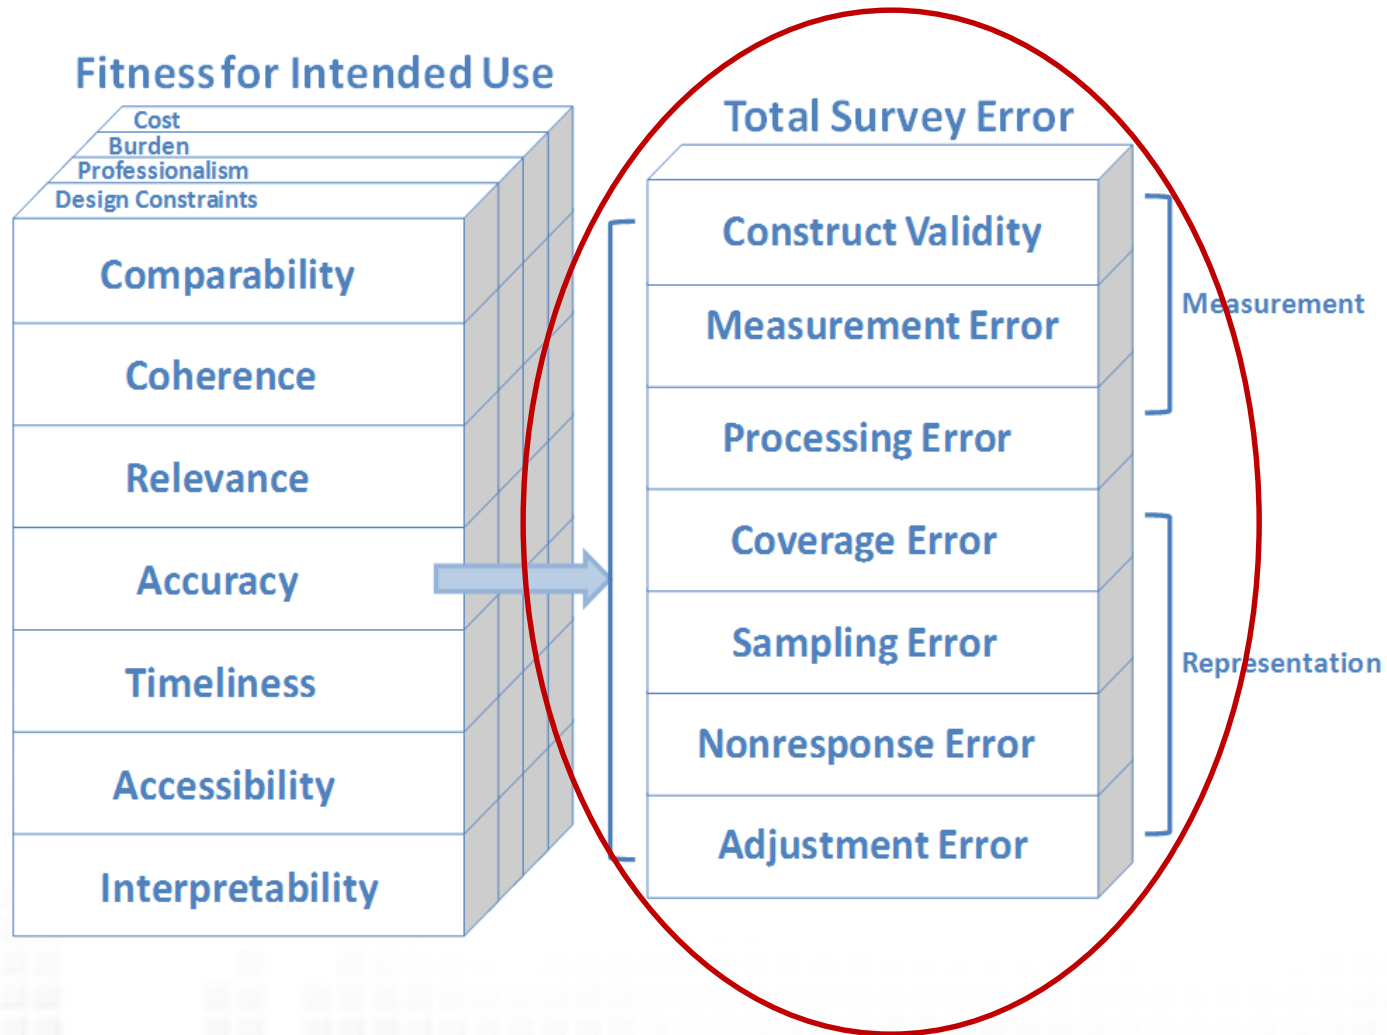 Fitness for Intended Use
Cost
Burden
Professionalism
Design Constraints
Comparability
Coherence
Relevance
Accuracy
Timeliness
Accessibility
Interpretability
Total Survey Error
Construct Validity
Measurement Error
Processing Error
Coverage Error
Sampling Error
Nonresponse Error
Adjustment Error
Measurement
Representation